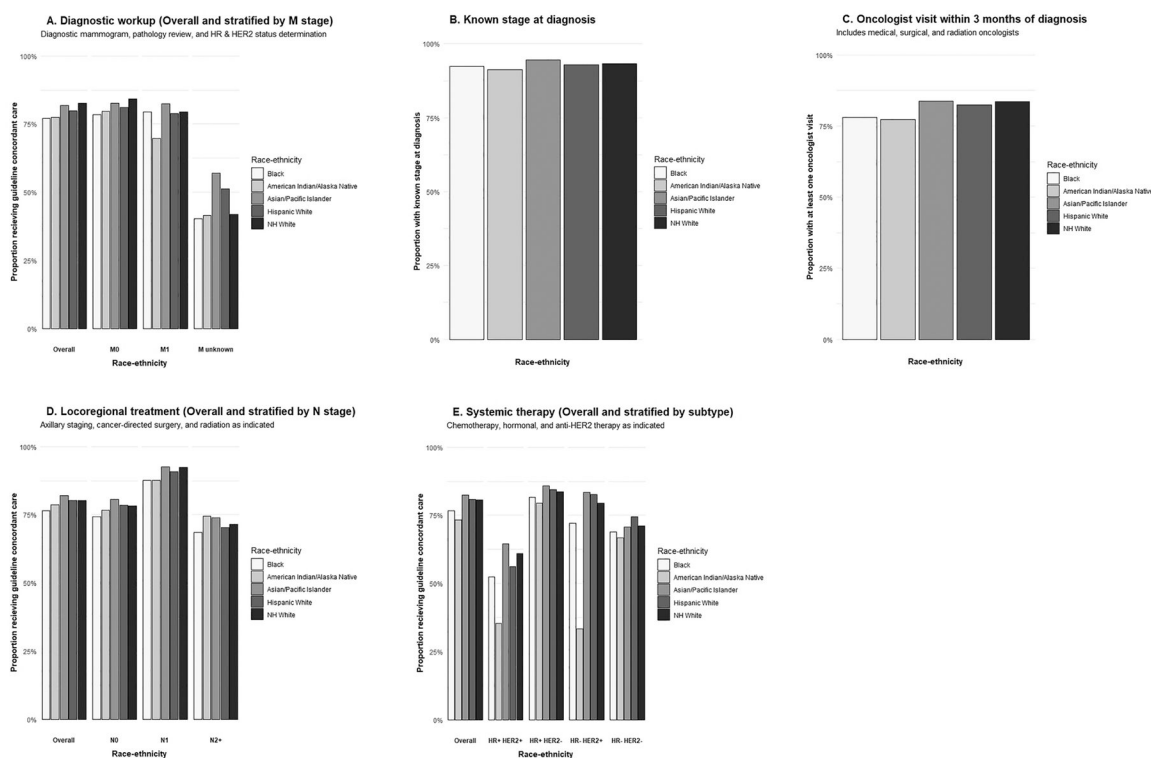 A. Diagnostic workup (Overall and stratified by M stage)
Diagnostic mammogram, pathology review, and HR & HER2 status determination
100%
75%
50%
25%
0%
Proportion recieving guideline concordant care
Overall
M0
M1
M unknown
Race-ethnicity
Race-ethnicity
Black
American Indian/Alaska Native
Asian/Pacific Islander
Hispanic White
NH White
B. Known stage at diagnosis
100%
75%
50%
25%
0%
Proportion with known stage at diagnosis
Race-ethnicity
Race-ethnicity
Black
American Indian/Alaska Native
Asian/Pacific Islander
Hispanic White
NH White
C. Oncologist visit within 3 months of diagnosis
Includes medical, surgical, and radiation oncologists
100%
75%
50%
25%
0%
Proportion with at least one oncologist visit
Race-ethnicity
Race-ethnicity
Black
American Indian/Alaska Native
Asian/Pacific Islander
Hispanic White
NH White
D. Locoregional treatment (Overall and stratified by N stage)
Axillary staging, cancer-directed surgery, and radiation as indicated
100%
75%
50%
25%
0%
Proportion recieving guideline concordant care
Overall
N0
N1
N2+
Race-ethnicity
Race-ethnicity
Black
American Indian/Alaska Native
Asian/Pacific Islander
Hispanic White
NH White
E. Systemic therapy (Overall and stratified by subtype)
Chemotherapy, hormonal, and anti-HER2 therapy as indicated
100%
75%
50%
25%
0%
Proportion recieving guideline concordant care
Overall
HR+ HER2+
HR+ HER2-
HR- HER2+
HR- HER2-
Race-ethnicity
Race-ethnicity
Black
American Indian/Alaska Native
Asian/Pacific Islander
Hispanic White
NH White